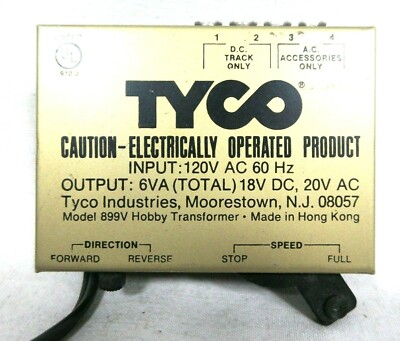 1 2 3 4
D.C. TRACK ONLY
A.C. ACCESSORIES ONLY
TYCO®
CAUTION-ELECTRICALLY OPERATED PRODUCT
INPUT:120V AC 60 Hz
OUTPUT: 6VA (TOTAL) 18V DC, 20V AC
Tyco Industries, Moorestown, N.J. 08057
Model 899V Hobby Transformer • Made in Hong Kong
DIRECTION SPEED
FORWARD REVERSE STOP FULL